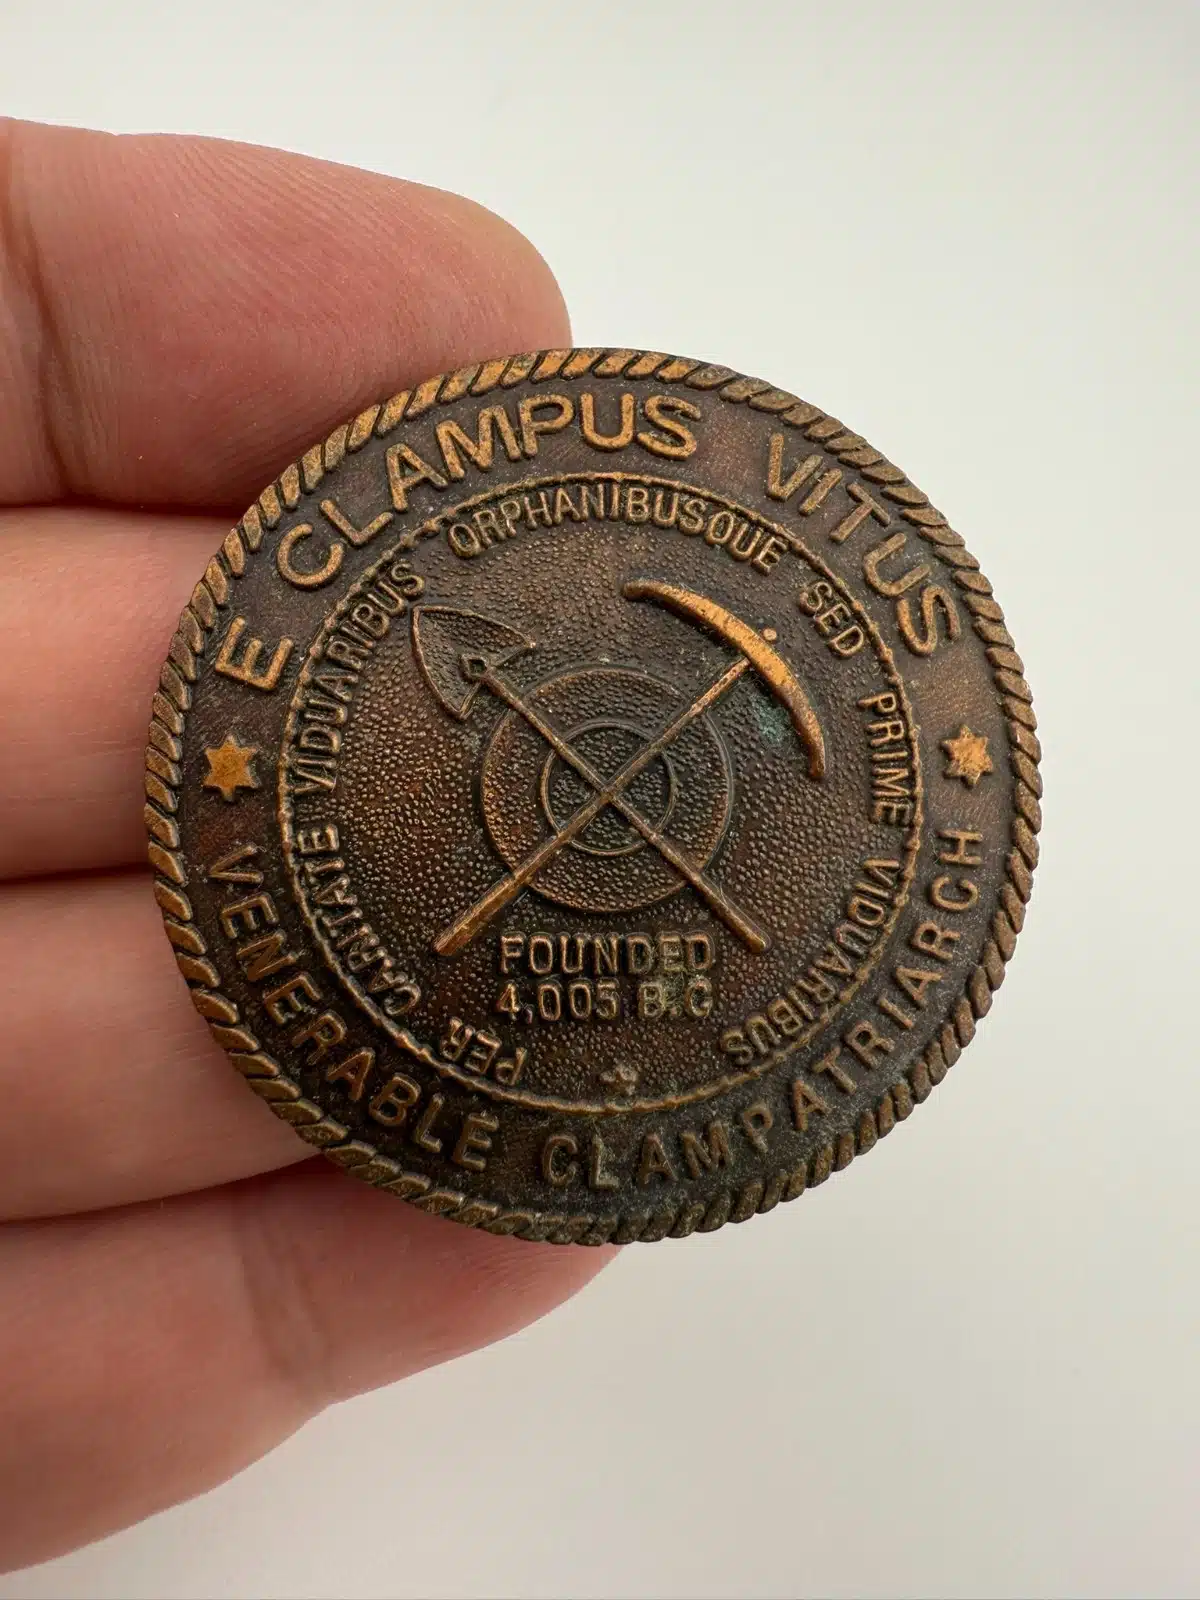 E CLAMPUS VITUS
VENERABLE CLAMPATRIARCH
PER CARITATE VIDUARIBUS ORPHANIBUSQUE SED PRIME VIDUARIBUS
FOUNDED
4,005 B.C